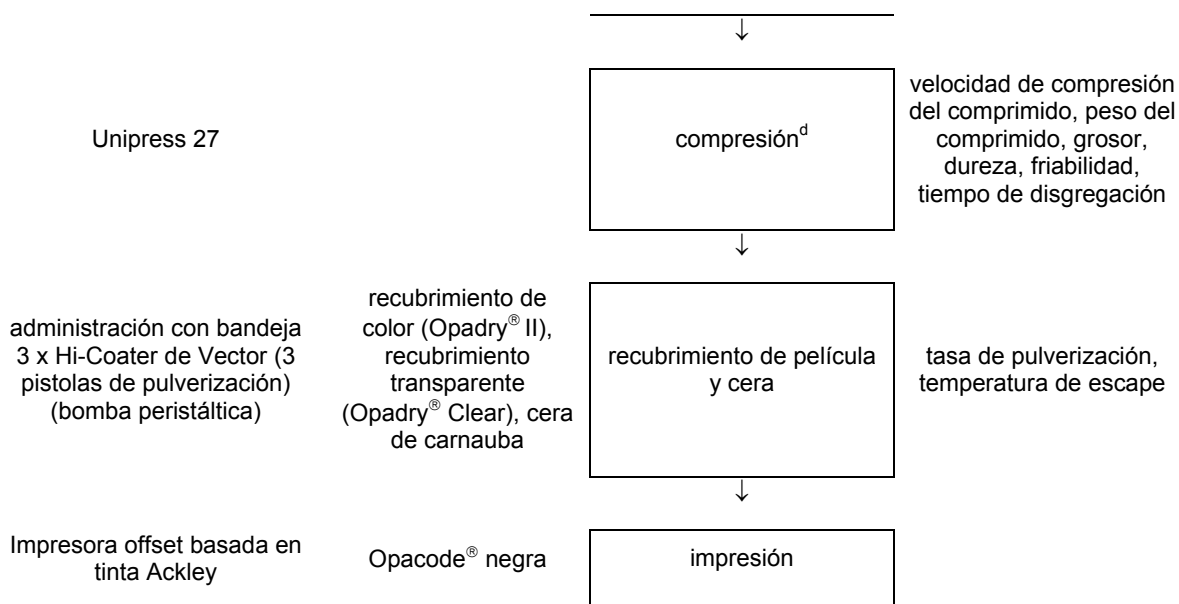 ↓
Unipress 27
compresiónᵈ
velocidad de compresión
del comprimido, peso del
comprimido, grosor,
dureza, friabilidad,
tiempo de disgregación
↓
administración con bandeja
3 x Hi-Coater de Vector (3
pistolas de pulverización)
(bomba peristáltica)
recubrimiento de
color (Opadry® II),
recubrimiento
transparente
(Opadry® Clear), cera
de carnauba
recubrimiento de película
y cera
tasa de pulverización,
temperatura de escape
↓
Impresora offset basada en
tinta Ackley
Opacode® negra
impresión